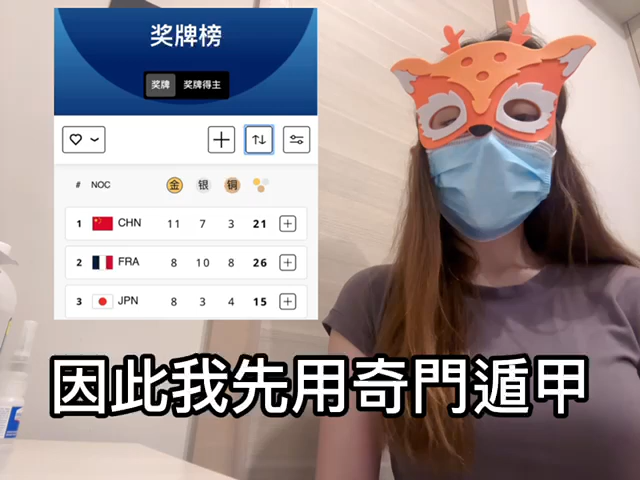 奖牌榜
奖牌 奖牌得主
# NOC 金 银 铜
1 CHN 11 7 3 21
2 FRA 8 10 8 26
3 JPN 8 3 4 15
因此我先用奇門遁甲